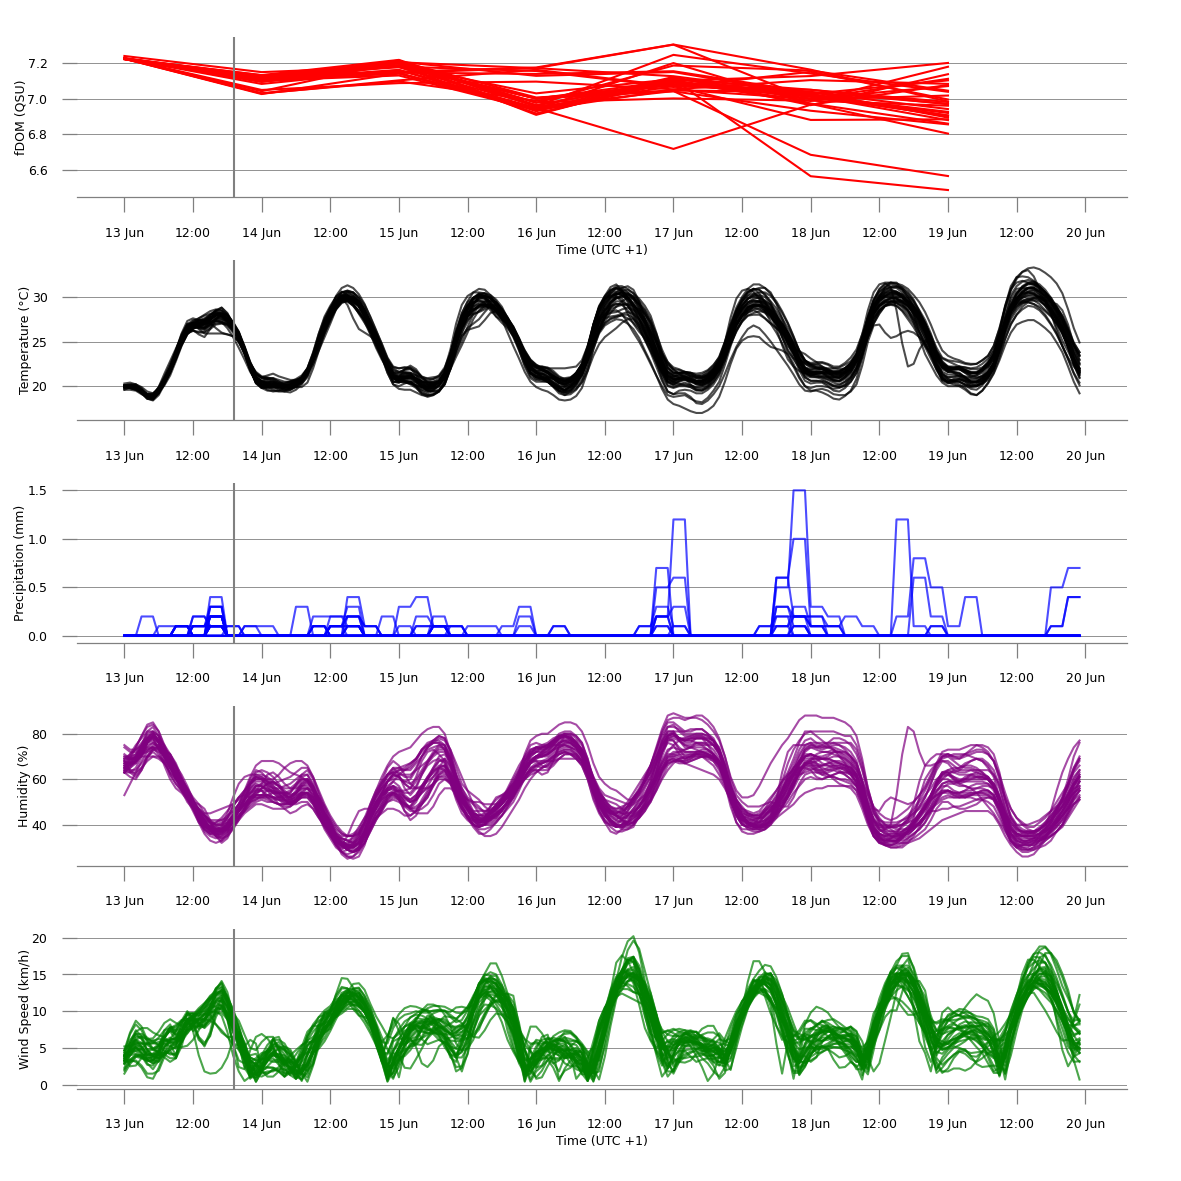 fDOM (QSU)
7.2
7.0
6.8
6.6
13 Jun 12:00 14 Jun 12:00 15 Jun 12:00 16 Jun 12:00 17 Jun 12:00 18 Jun 12:00 19 Jun 12:00 20 Jun
Time (UTC +1)
Temperature (°C)
30
25
20
13 Jun 12:00 14 Jun 12:00 15 Jun 12:00 16 Jun 12:00 17 Jun 12:00 18 Jun 12:00 19 Jun 12:00 20 Jun
Precipitation (mm)
1.5
1.0
0.5
0.0
13 Jun 12:00 14 Jun 12:00 15 Jun 12:00 16 Jun 12:00 17 Jun 12:00 18 Jun 12:00 19 Jun 12:00 20 Jun
Humidity (%)
80
60
40
13 Jun 12:00 14 Jun 12:00 15 Jun 12:00 16 Jun 12:00 17 Jun 12:00 18 Jun 12:00 19 Jun 12:00 20 Jun
Wind Speed (km/h)
20
15
10
5
0
13 Jun 12:00 14 Jun 12:00 15 Jun 12:00 16 Jun 12:00 17 Jun 12:00 18 Jun 12:00 19 Jun 12:00 20 Jun
Time (UTC +1)